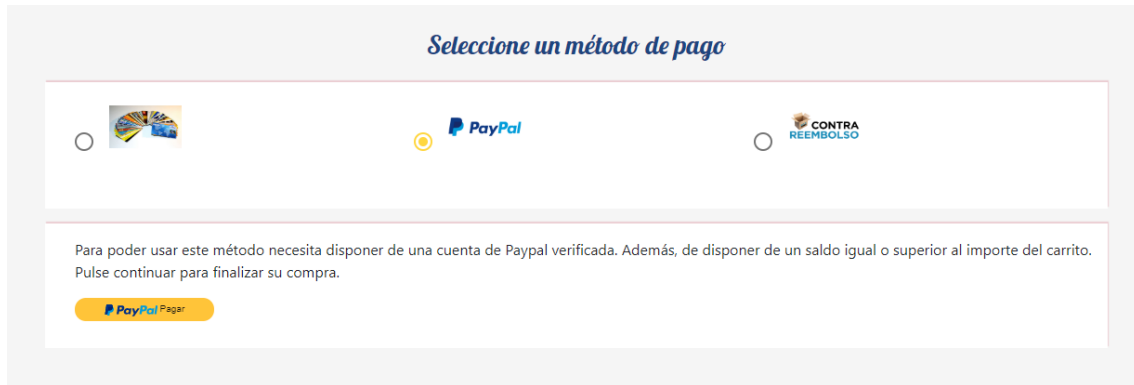 Seleccione un método de pago
PayPal
CONTRA
REEMBOLSO
Para poder usar este método necesita disponer de una cuenta de Paypal verificada. Además, de disponer de un saldo igual o superior al importe del carrito.
Pulse continuar para finalizar su compra.
PayPal Pagar